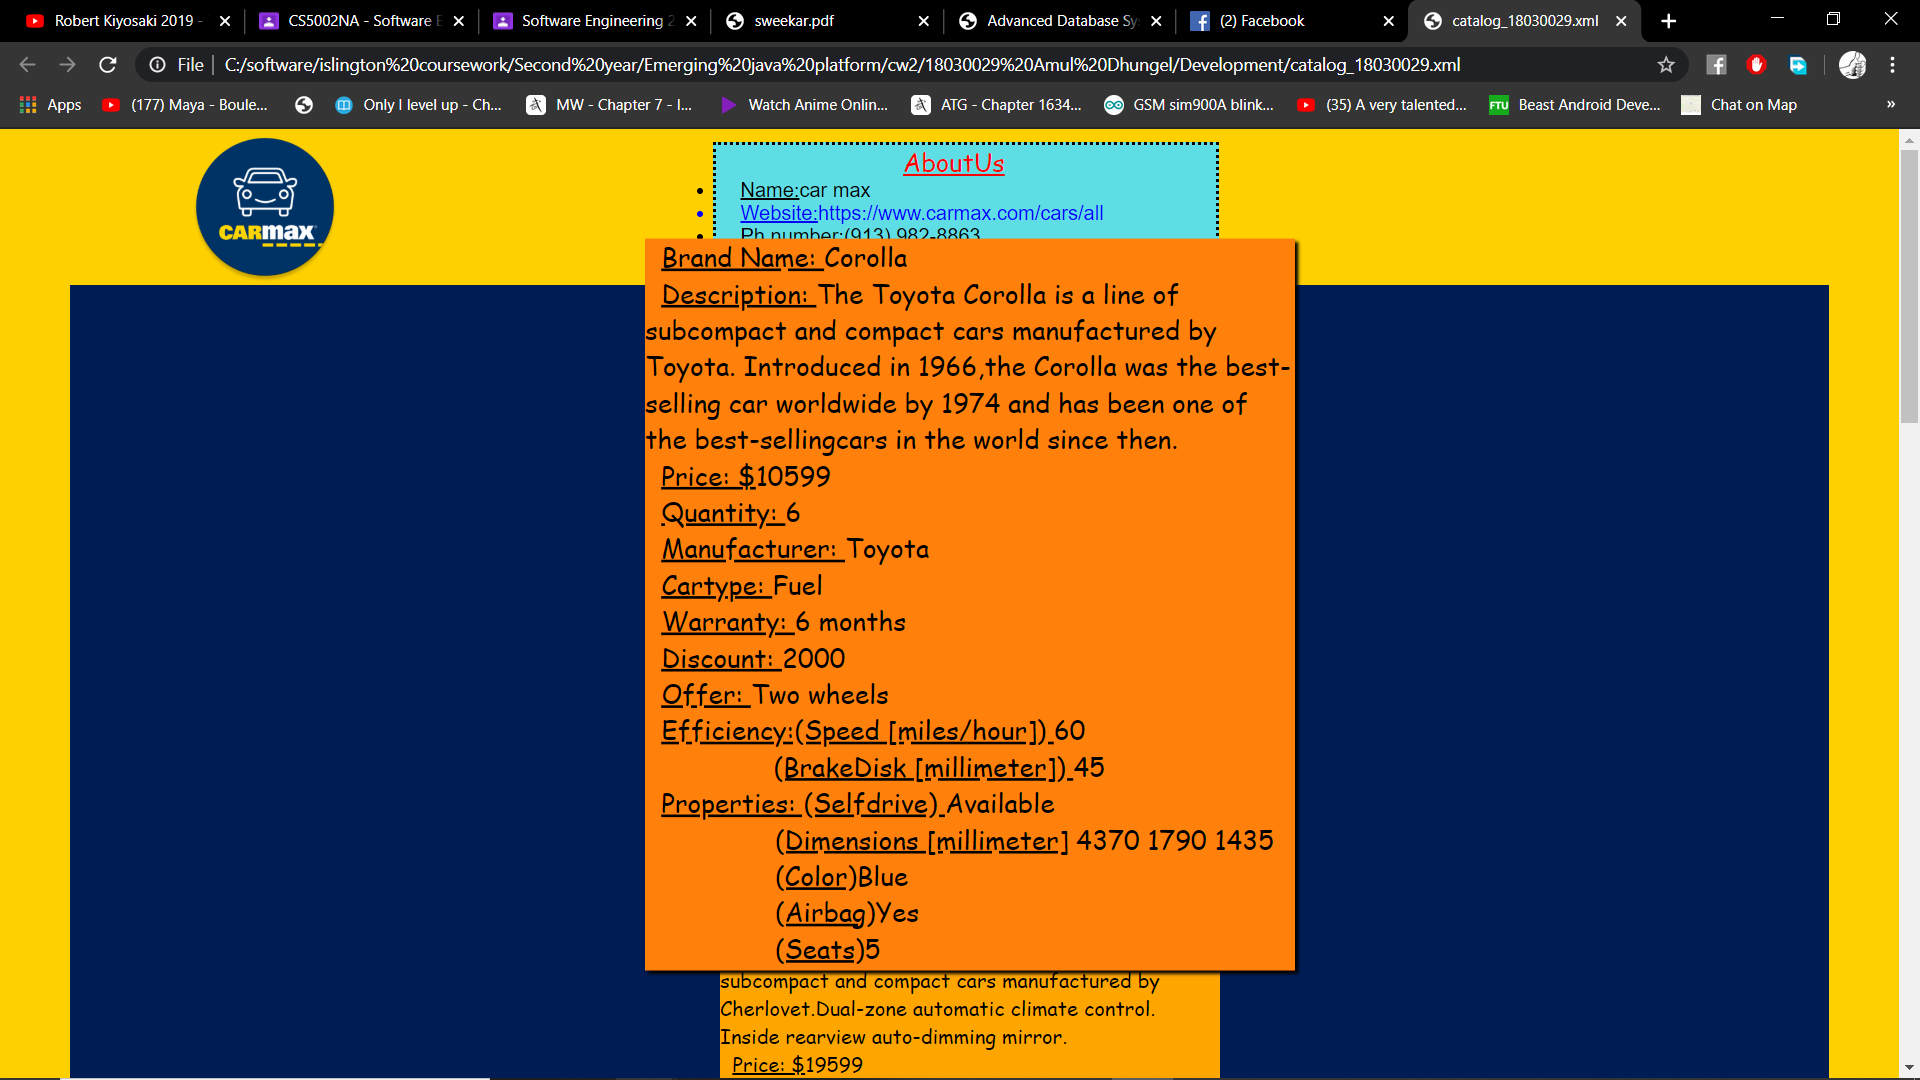 Robert Kiyosaki 2019 -
CS5002NA - Software E
Software Engineering 2
sweekar.pdf
Advanced Database Sy
(2) Facebook
catalog_18030029.xml
File
C:/software/islington%20coursework/Second%20year/Emerging%20java%20platform/cw2/18030029%20Amul%20Dhungel/Development/catalog_18030029.xml
Apps
(177) Maya - Boule...
Only I level up - Ch...
MW - Chapter 7 - I...
Watch Anime Onlin...
ATG - Chapter 1634...
GSM sim900A blink...
(35) A very talented...
FTU
Beast Android Deve...
Chat on Map
»
CARMAX
AboutUs
Name:car max
Website:https://www.carmax.com/cars/all
Ph number:(913) 982-8863
Brand Name: Corolla
Description: The Toyota Corolla is a line of
subcompact and compact cars manufactured by
Toyota. Introduced in 1966,the Corolla was the best-
selling car worldwide by 1974 and has been one of
the best-sellingcars in the world since then.
Price: $10599
Quantity: 6
Manufacturer: Toyota
Cartype: Fuel
Warranty: 6 months
Discount: 2000
Offer: Two wheels
Efficiency:(Speed [miles/hour]) 60
(BrakeDisk [millimeter]) 45
Properties: (Selfdrive) Available
(Dimensions [millimeter] 4370 1790 1435
(Color)Blue
(Airbag)Yes
(Seats)5
subcompact and compact cars manufactured by
Cherlovet.Dual-zone automatic climate control.
Inside rearview auto-dimming mirror.
Price: $19599